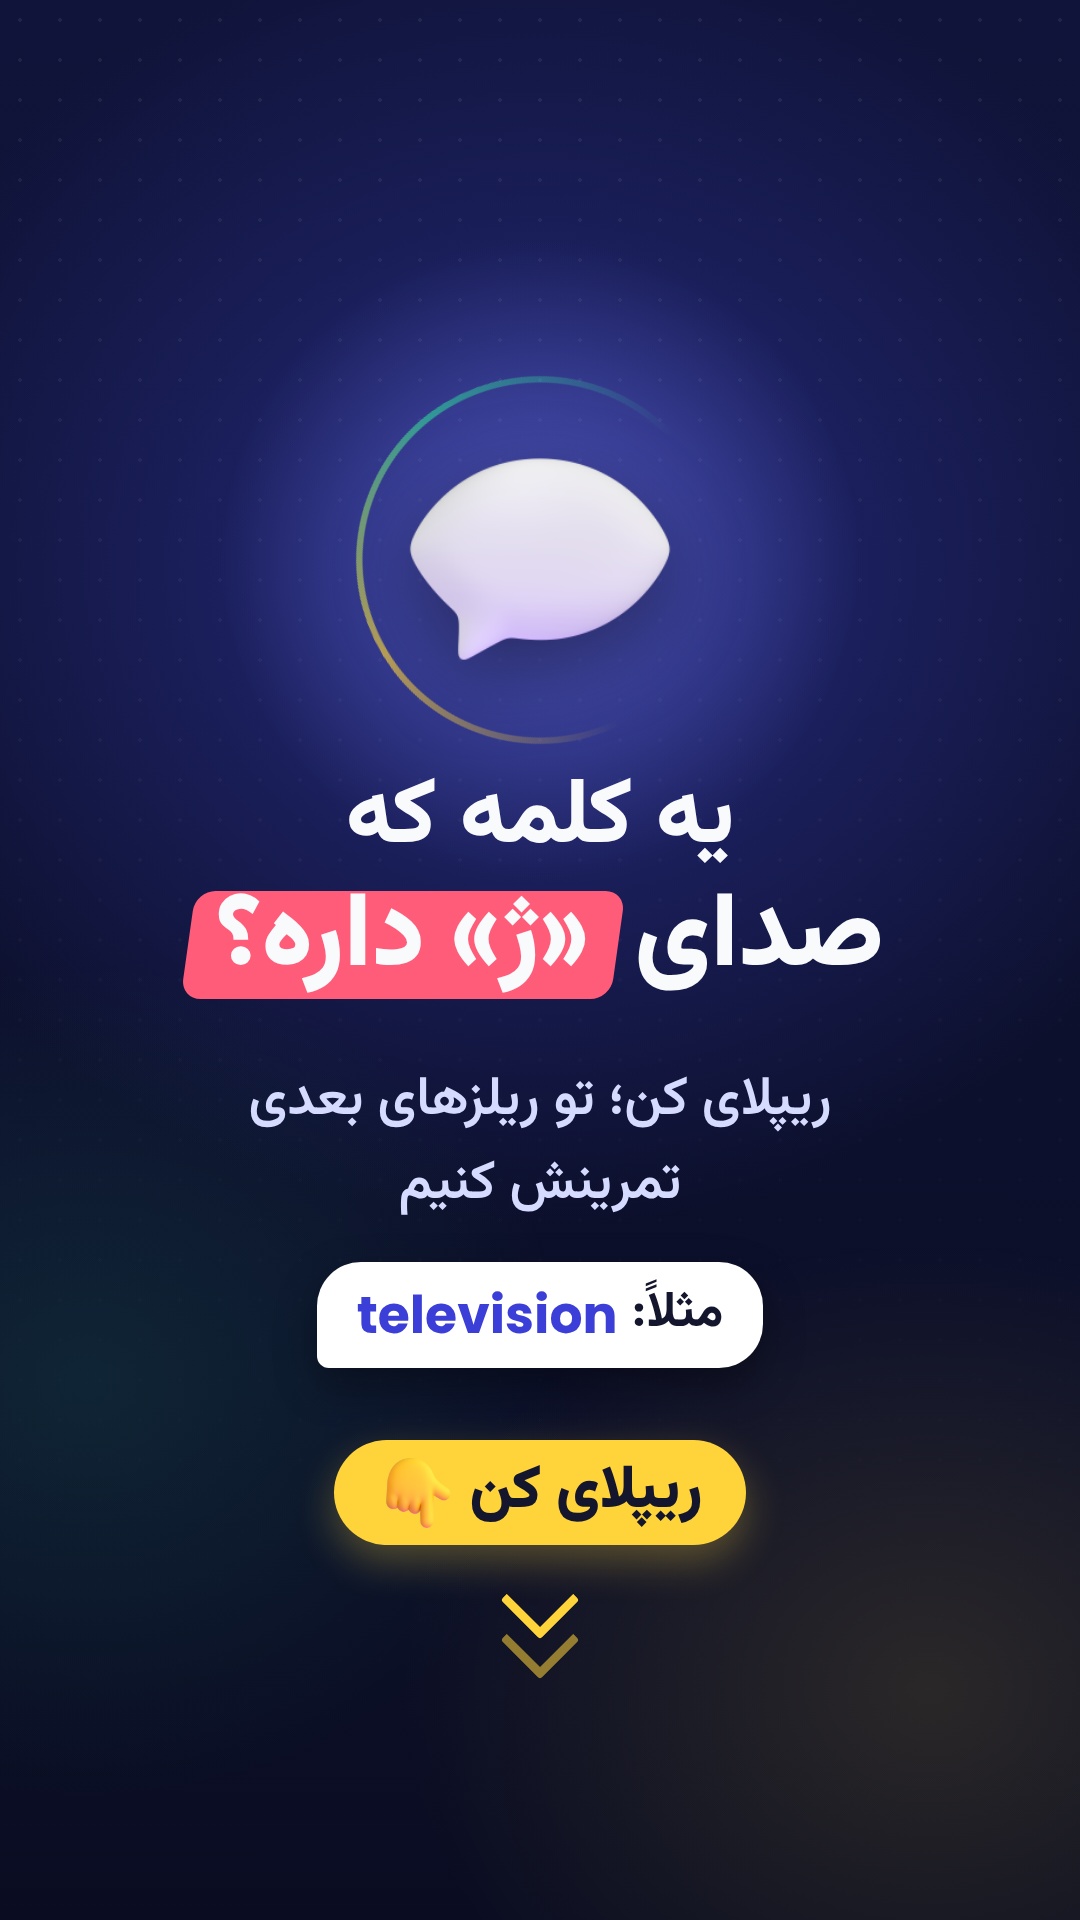 یه کلمه که
صدای «ژ» داره؟
ریپلای کن؛ تو ریلزهای بعدی
تمرینش کنیم
مثلاً: television
ریپلای کن 👇